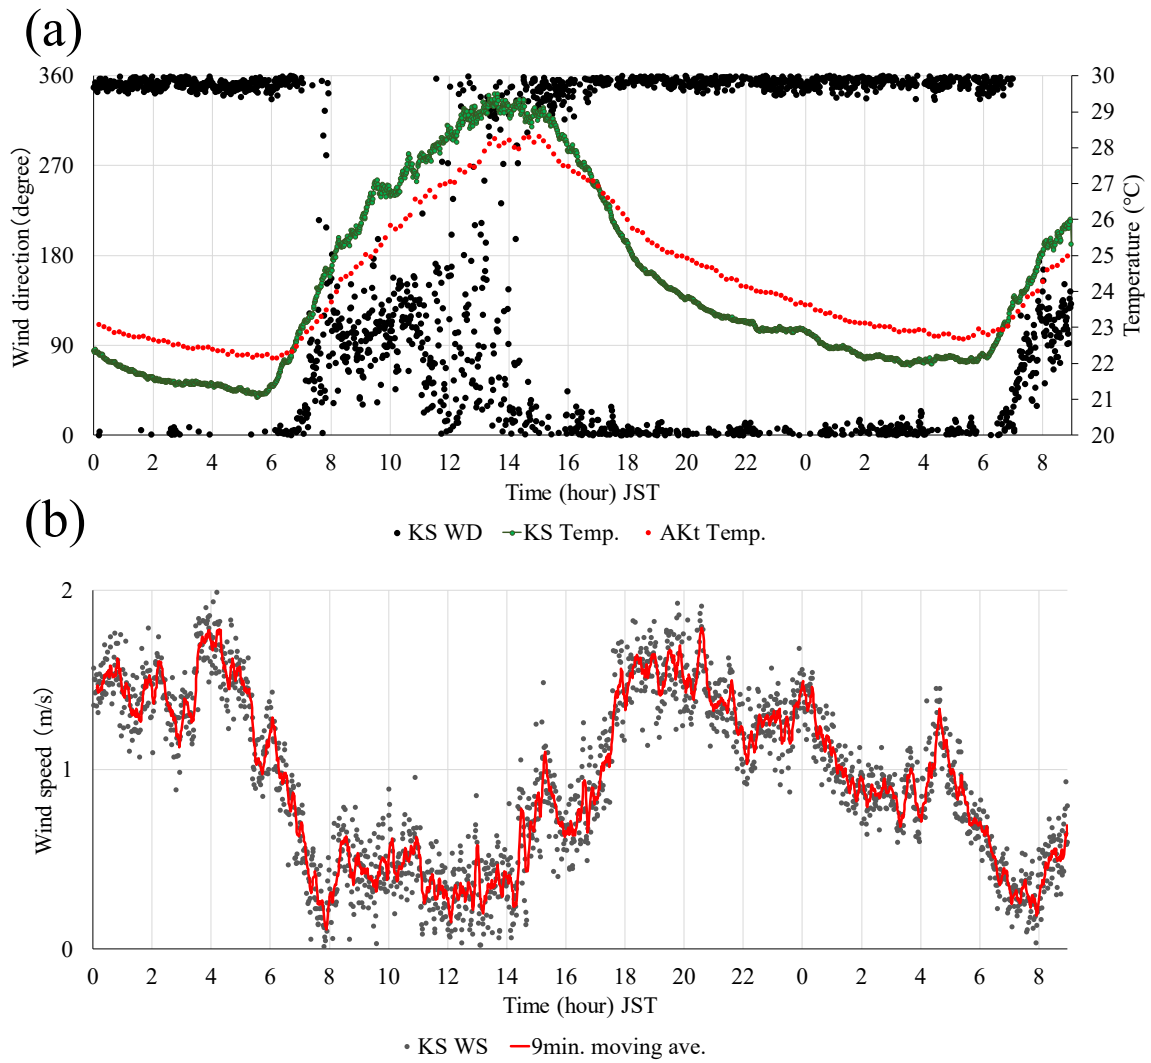 (a)
360
270
180
90
0
Wind direction(degree)
30
29
28
27
26
25
24
23
22
21
20
Temperature (℃)
0 2 4 6 8 10 12 14 16 18 20 22 0 2 4 6 8
Time (hour) JST
KS WD KS Temp. AKt Temp.
(b)
2
1
0
Wind speed (m/s)
0 2 4 6 8 10 12 14 16 18 20 22 0 2 4 6 8
Time (hour) JST
KS WS 9min. moving ave.